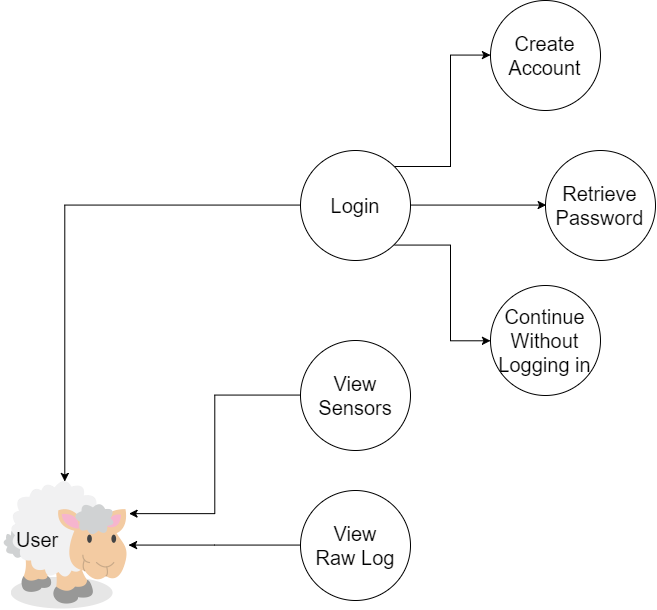 Create
Account
Login
Retrieve
Password
Continue
Without
Logging in
View
Sensors
User
View
Raw Log